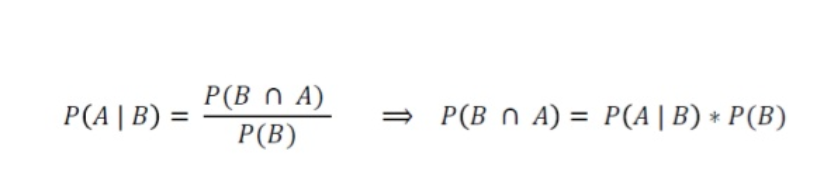 P(A | B) = P(B ∩ A) / P(B) ⟹ P(B ∩ A) = P(A | B) * P(B)